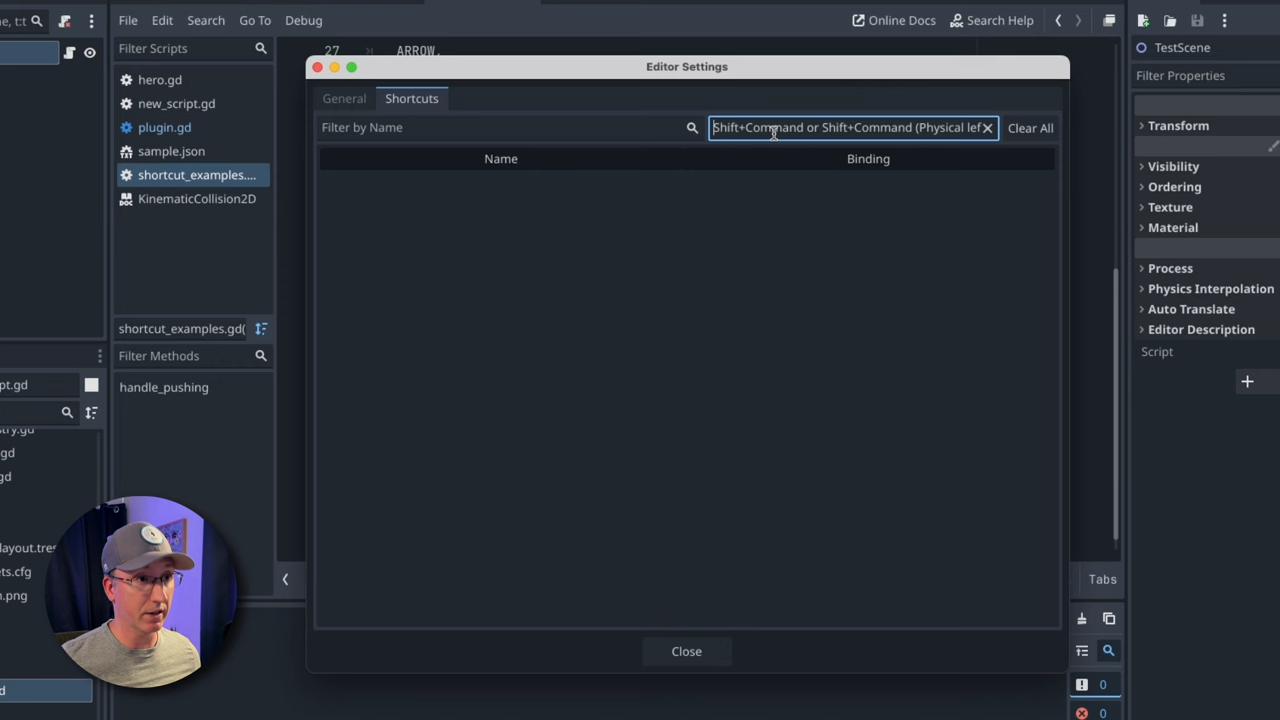 e, t:t
File Edit Search Go To Debug
Online Docs
Search Help
Filter Scripts
hero.gd
new_script.gd
plugin.gd
sample.json
shortcut_examples....
KinematicCollision2D
shortcut_examples.gd(
Filter Methods
handle_pushing
pt.gd
stry.gd
gd
gd
layout.tres
ts.cfg
n.png
d
27 ARROW,
Editor Settings
General Shortcuts
Filter by Name
Shift+Command or Shift+Command (Physical lef
Clear All
Name Binding
Close
Tabs
0
0
TestScene
Filter Properties
Transform
Visibility
Ordering
Texture
Material
Process
Physics Interpolation
Auto Translate
Editor Description
Script